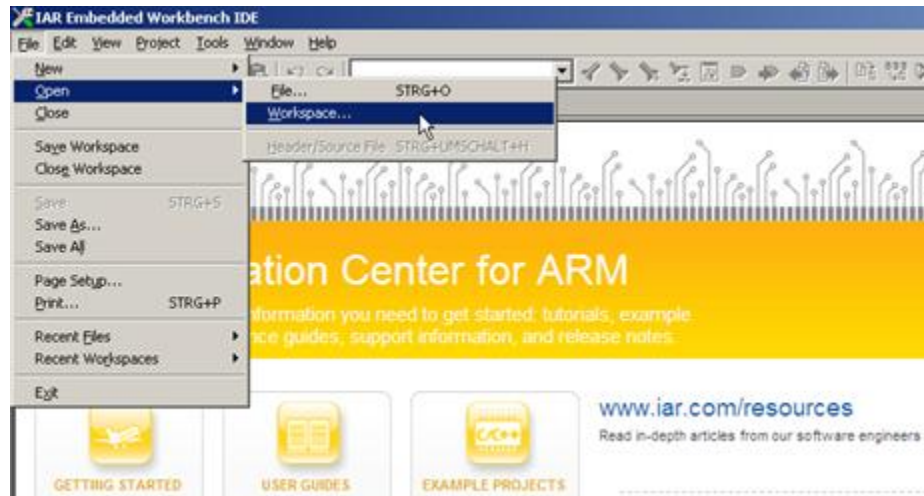 IAR Embedded Workbench IDE
File Edit View Project Tools Window Help
New
Open
Close
Save Workspace
Close Workspace
Save STRG+S
Save As...
Save All
Page Setup...
Print... STRG+P
Recent Files
Recent Workspaces
Exit
File... STRG+O
Workspace...
Header/Source File STRG+UMSCHALT+H
ation Center for ARM
nformation you need to get started: tutorials, example
nce guides, support information, and release notes.
GETTING STARTED
USER GUIDES
C/C++
EXAMPLE PROJECTS
www.iar.com/resources
Read in-depth articles from our software engineers